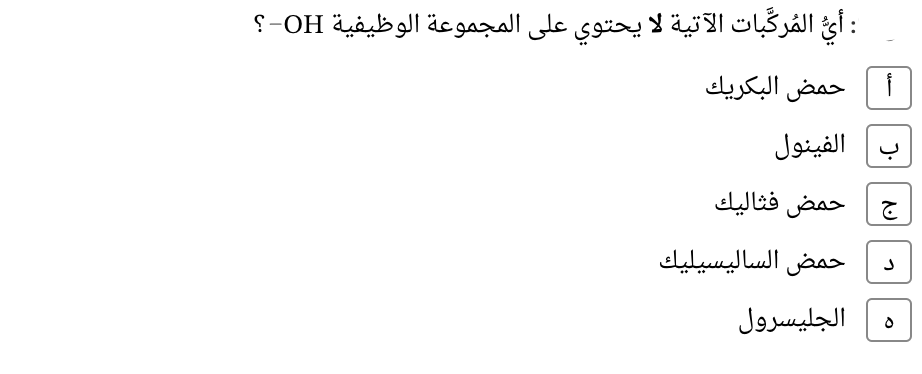 : أيُّ المُركَّبات الآتية لا يحتوي على المجموعة الوظيفية OH−؟
أ حمض البكريك
ب الفينول
ج حمض فثاليك
د حمض الساليسيليك
ه الجليسرول